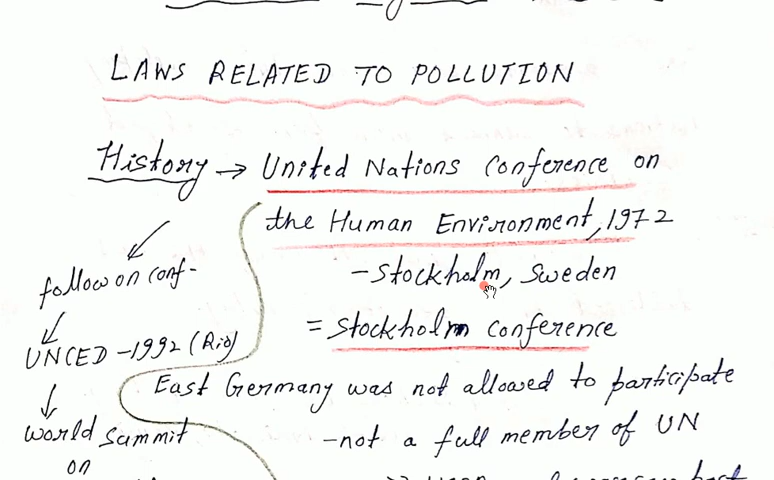 LAWS RELATED TO POLLUTION
History → United Nations Conference on
the Human Environment, 1972
- Stockholm, Sweden
= Stockholm conference
follow on conf-
UNCED - 1992 (Rio)
World Summit
on
East Germany was not allowed to participate
- not a full member of UN